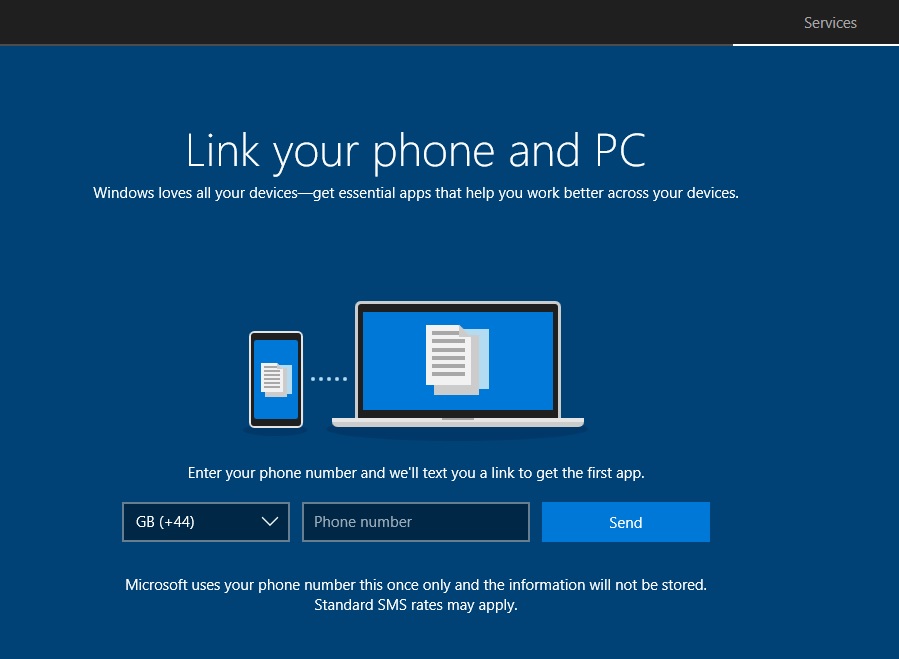 Services
Link your phone and PC
Windows loves all your devices—get essential apps that help you work better across your devices.
Enter your phone number and we'll text you a link to get the first app.
GB (+44)
Phone number
Send
Microsoft uses your phone number this once only and the information will not be stored.
Standard SMS rates may apply.